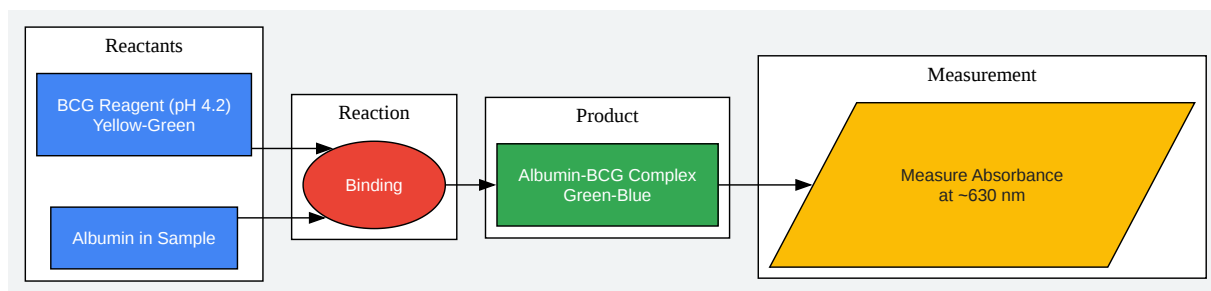 Reactants
BCG Reagent (pH 4.2)
Yellow-Green
Albumin in Sample
Reaction
Binding
Product
Albumin-BCG Complex
Green-Blue
Measurement
Measure Absorbance
at ~630 nm